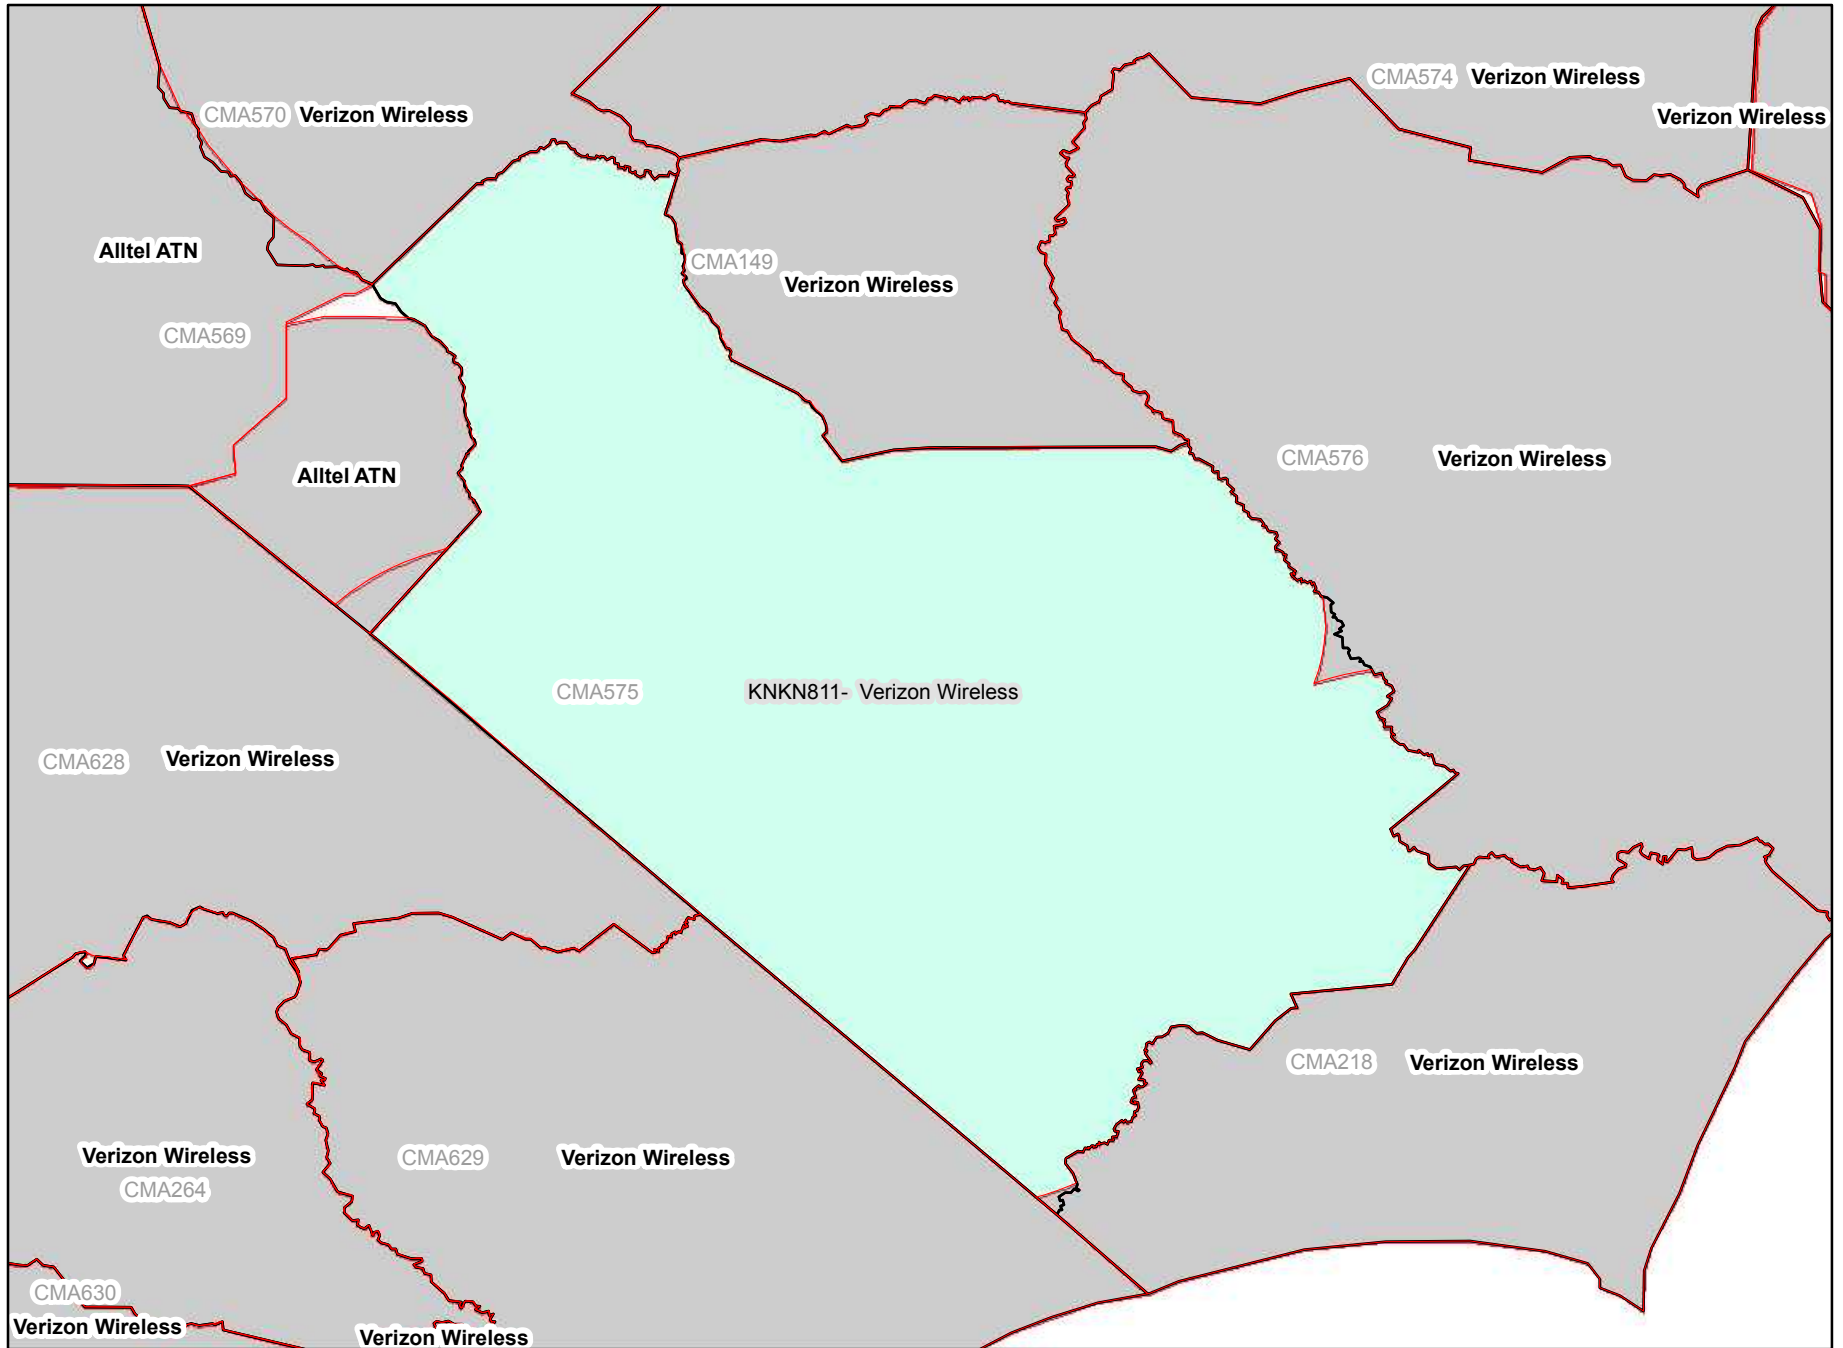 CMA574 Verizon Wireless
CMA570 Verizon Wireless
Verizon Wireless
Alltel ATN
CMA149
Verizon Wireless
CMA569
CMA576 Verizon Wireless
Alltel ATN
CMA575 KNKN811- Verizon Wireless
CMA628 Verizon Wireless
CMA218 Verizon Wireless
Verizon Wireless
CMA264
CMA629 Verizon Wireless
CMA630
Verizon Wireless
Verizon Wireless